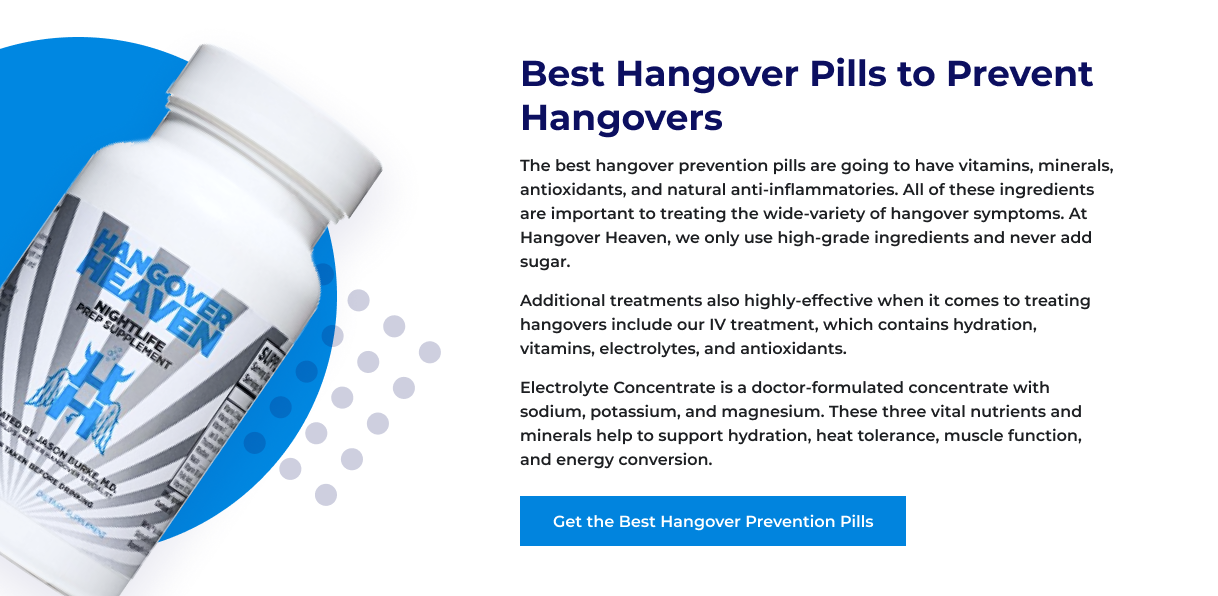 Best Hangover Pills to Prevent
Hangovers
The best hangover prevention pills are going to have vitamins, minerals,
antioxidants, and natural anti-inflammatories. All of these ingredients
are important to treating the wide-variety of hangover symptoms. At
Hangover Heaven, we only use high-grade ingredients and never add
sugar.
Additional treatments also highly-effective when it comes to treating
hangovers include our IV treatment, which contains hydration,
vitamins, electrolytes, and antioxidants.
Electrolyte Concentrate is a doctor-formulated concentrate with
sodium, potassium, and magnesium. These three vital nutrients and
minerals help to support hydration, heat tolerance, muscle function,
and energy conversion.
Get the Best Hangover Prevention Pills
HANGOVER
HEAVEN
NIGHTLIFE
PREP SUPPLEMENT
BY JASON BURKE, M.D.
PREMIER HANGOVER SPECIALIST
TAKEN BEFORE DRINKING
DIETARY SUPPLEMENT